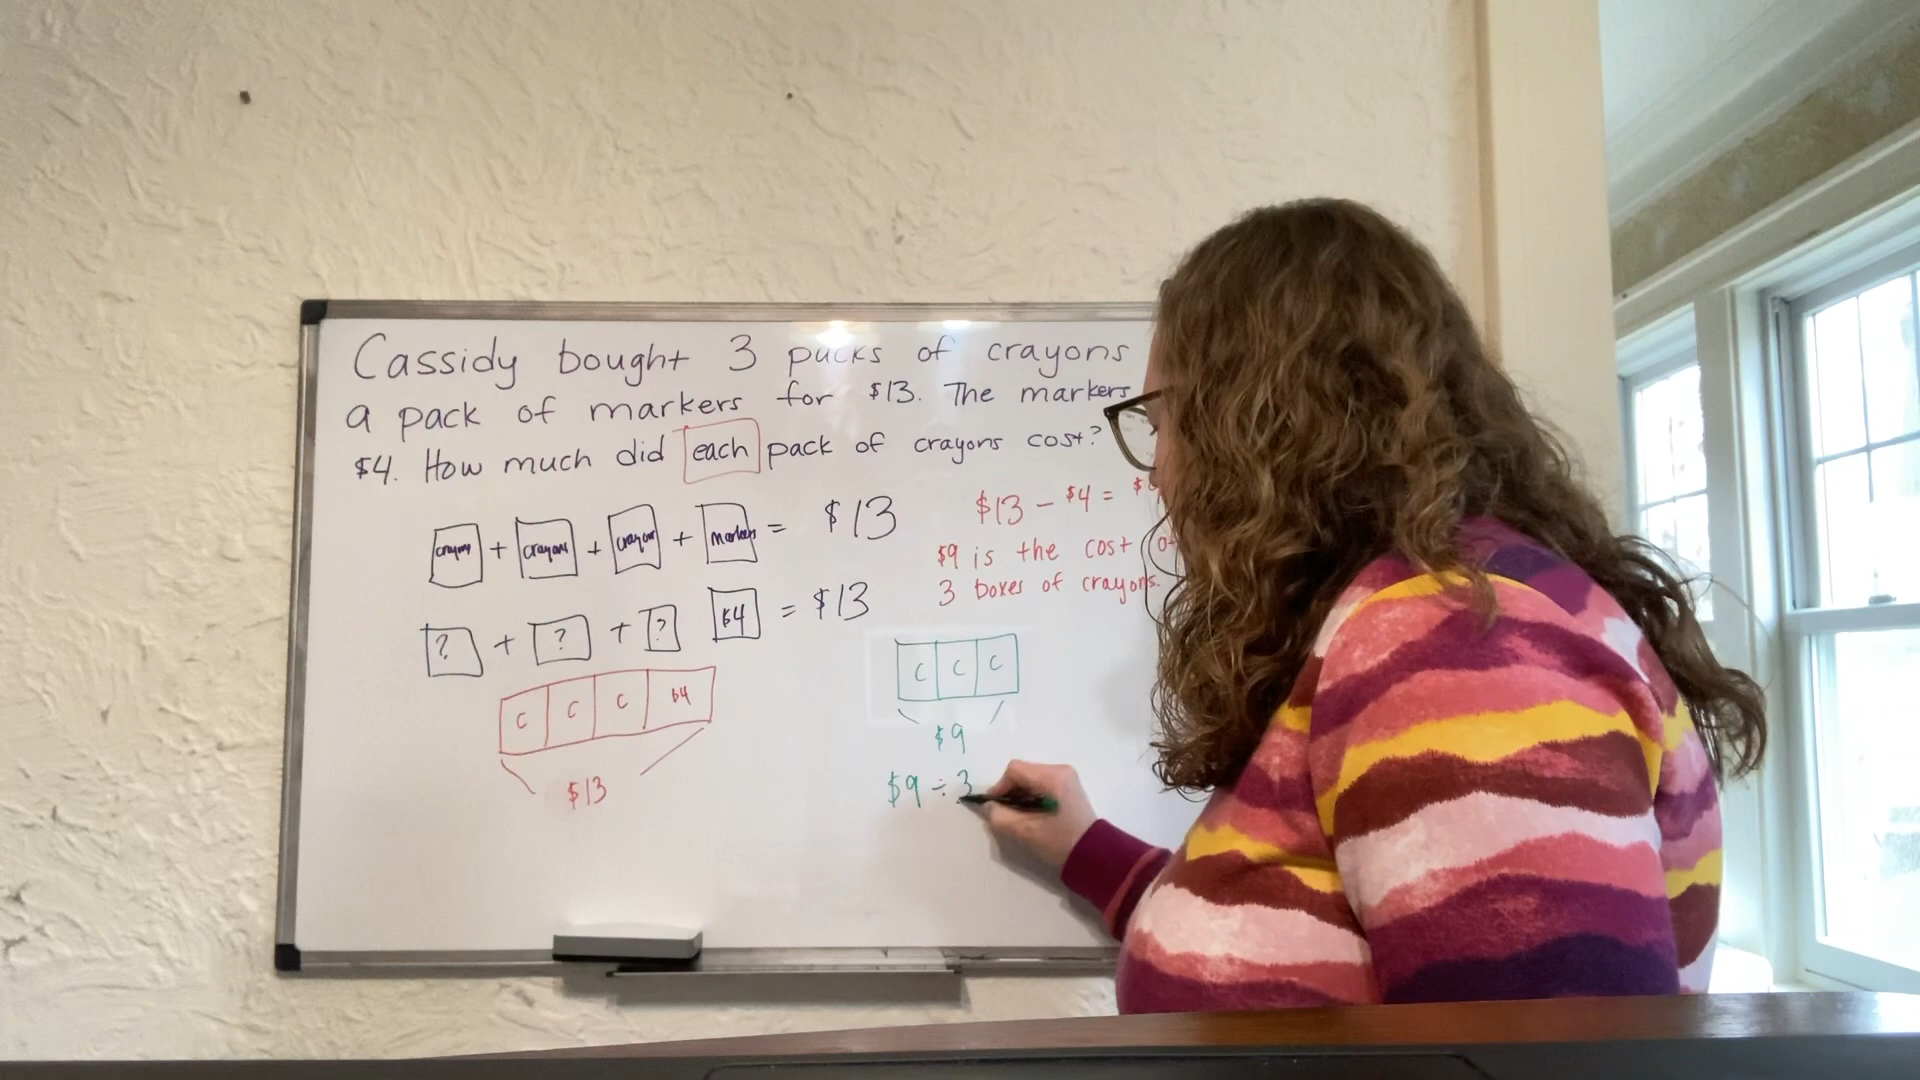 Cassidy bought 3 packs of crayons
a pack of markers for $13. The markers
$4. How much did each pack of crayons cost?
crayons + crayons + crayons + markers = $13
? + ? + ? $4 = $13
C C C $4
$13
$13 - $4 = $
$9 is the cost of
3 boxes of crayons.
C C C
$9
$9 ÷ 3